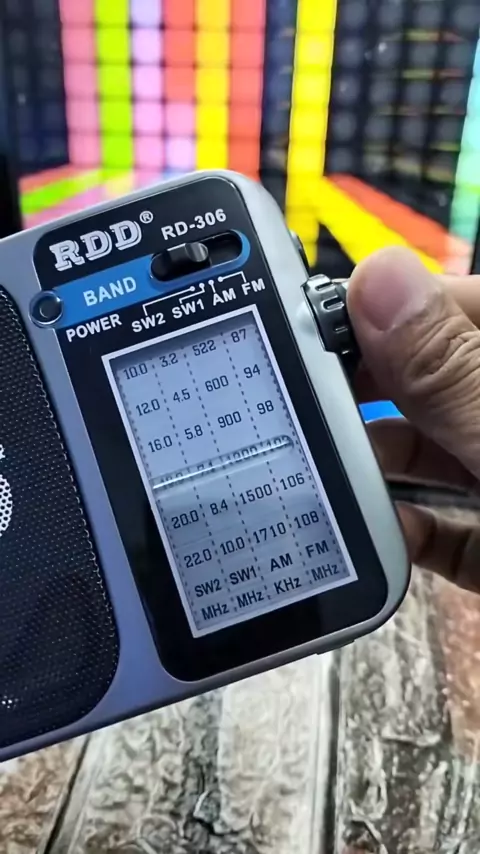 RDD®
RD-306
BAND
POWER SW2 SW1 AM FM
10.0 3.2 522 87
12.0 4.5 600 94
16.0 5.8 900 98
20.0 8.4 1500 106
22.0 10.0 1710 108
SW2 SW1 AM FM
MHz MHz KHz MHz